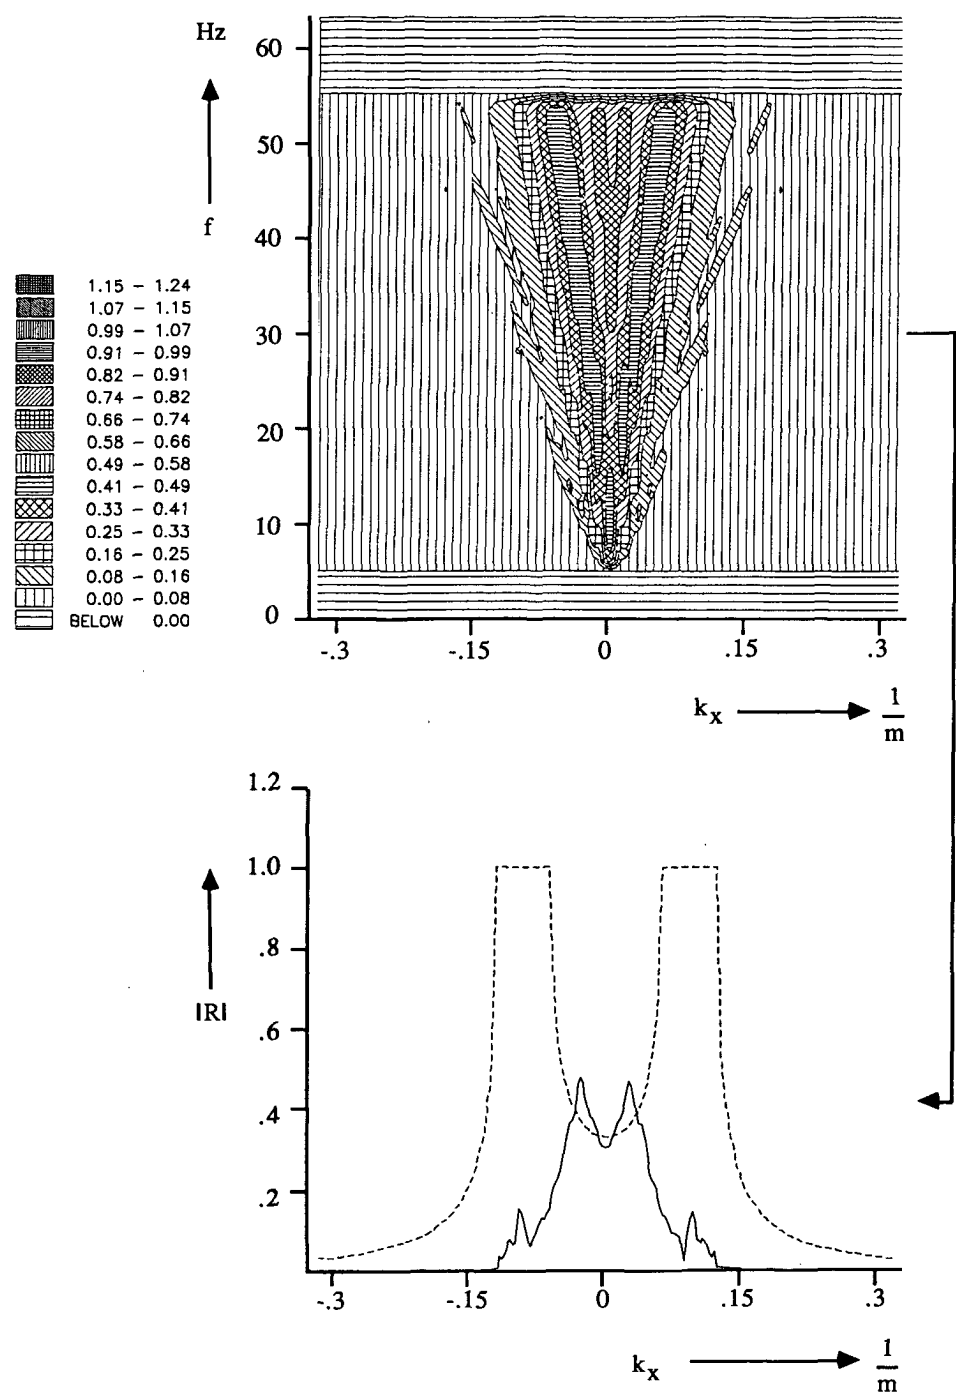 Hz
60
50
40
30
20
10
0
f
1.15 – 1.24
1.07 – 1.15
0.99 – 1.07
0.91 – 0.99
0.82 – 0.91
0.74 – 0.82
0.66 – 0.74
0.58 – 0.66
0.49 – 0.58
0.41 – 0.49
0.33 – 0.41
0.25 – 0.33
0.16 – 0.25
0.08 – 0.16
0.00 – 0.08
BELOW 0.00
-.3 -.15 0 .15 .3
kx 1/m
1.2
1.0
.8
.6
.4
.2
|R|
-.3 -.15 0 .15 .3
kx 1/m